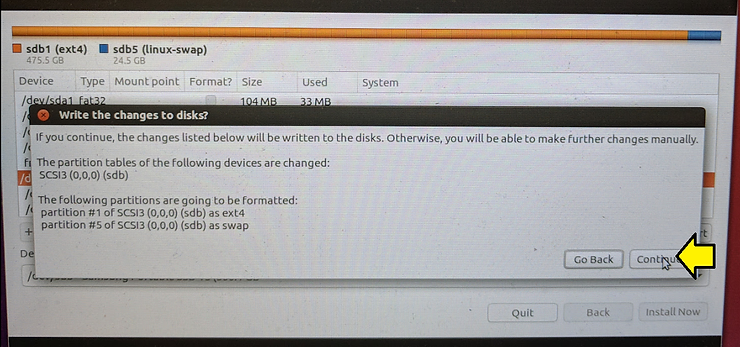 sdb1 (ext4) sdb5 (linux-swap)
475.5 GB 24.5 GB
Device Type Mount point Format? Size Used System
/dev/sda1 fat32 104 MB 33 MB
Write the changes to disks?
If you continue, the changes listed below will be written to the disks. Otherwise, you will be able to make further changes manually.
The partition tables of the following devices are changed:
SCSI3 (0,0,0) (sdb)
The following partitions are going to be formatted:
partition #1 of SCSI3 (0,0,0) (sdb) as ext4
partition #5 of SCSI3 (0,0,0) (sdb) as swap
Go Back Continue
Quit Back Install Now